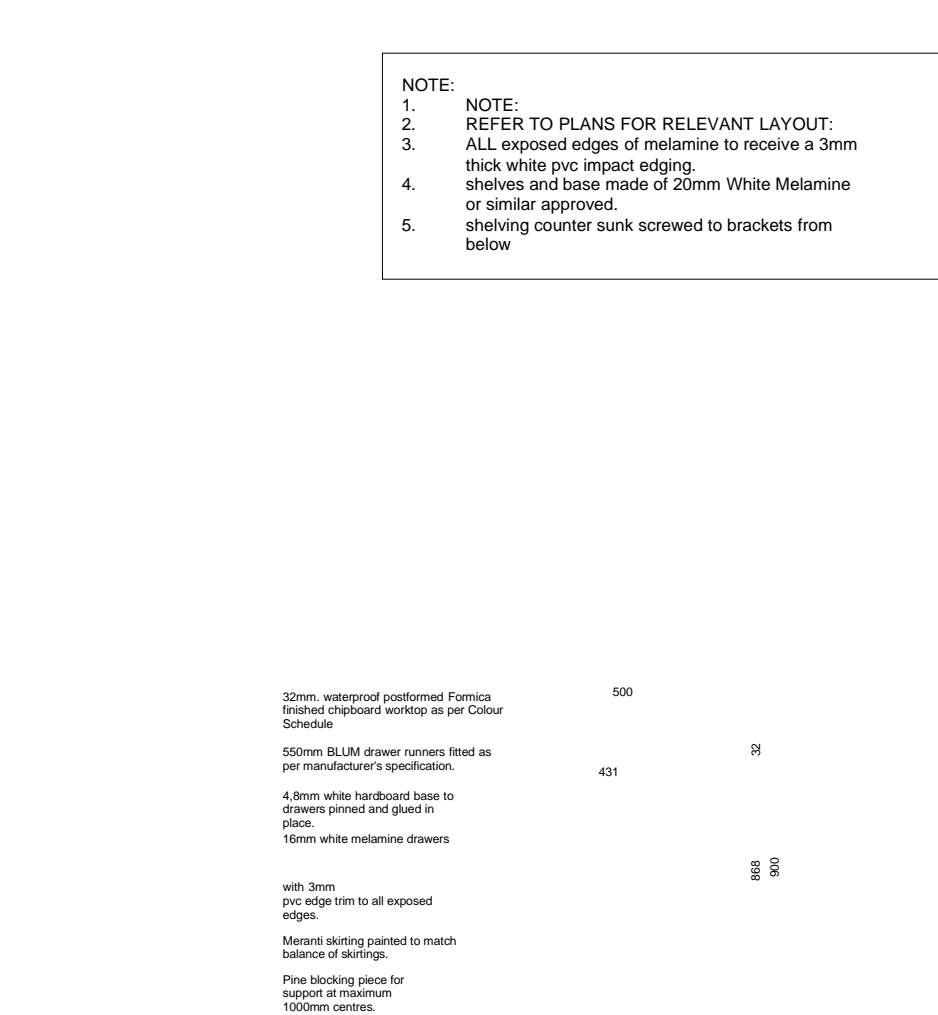 NOTE:
1. NOTE:
2. REFER TO PLANS FOR RELEVANT LAYOUT:
3. ALL exposed edges of melamine to receive a 3mm
thick white pvc impact edging.
4. shelves and base made of 20mm White Melamine
or similar approved.
5. shelving counter sunk screwed to brackets from
below
32mm. waterproof postformed Formica
finished chipboard worktop as per Colour
Schedule
500
550mm BLUM drawer runners fitted as
per manufacturer's specification.
32
431
4,8mm white hardboard base to
drawers pinned and glued in
place.
16mm white melamine drawers
868
900
with 3mm
pvc edge trim to all exposed
edges.
Meranti skirting painted to match
balance of skirtings.
Pine blocking piece for
support at maximum
1000mm centres.